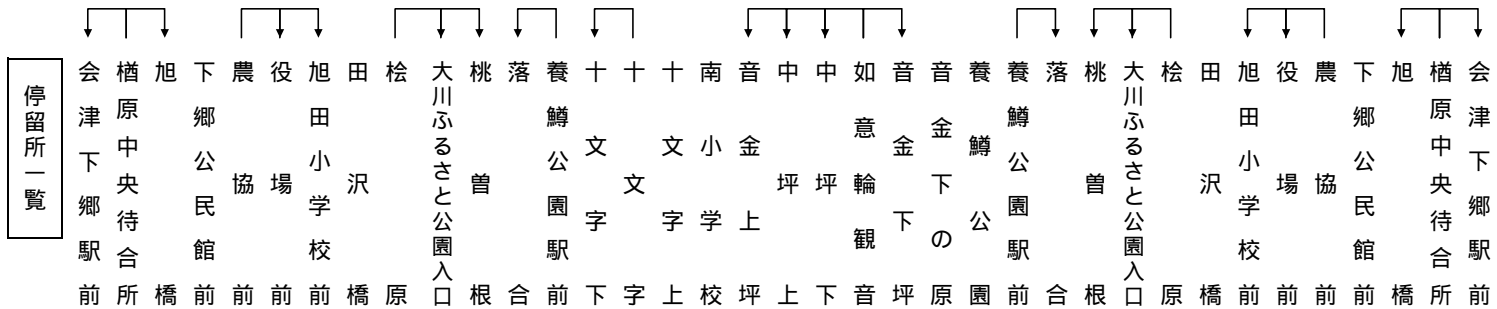 停留所一覧
会津下郷駅前
楢原中央待合所
旭橋
下郷公民館前
農協前
役場前
旭田小学校前
田沢橋
桧原
大川ふるさと公園入口
桃曽根
落合
養鱒公園駅前
十文字下
十文字
十文字上
南小学校
音金上坪
中坪上
中坪下
如意輪観音
音金下坪
音金下の原
養鱒公園
養鱒公園駅前
落合
桃曽根
大川ふるさと公園入口
桧原
田沢橋
旭田小学校前
役場前
農協前
下郷公民館前
旭橋
楢原中央待合所
会津下郷駅前